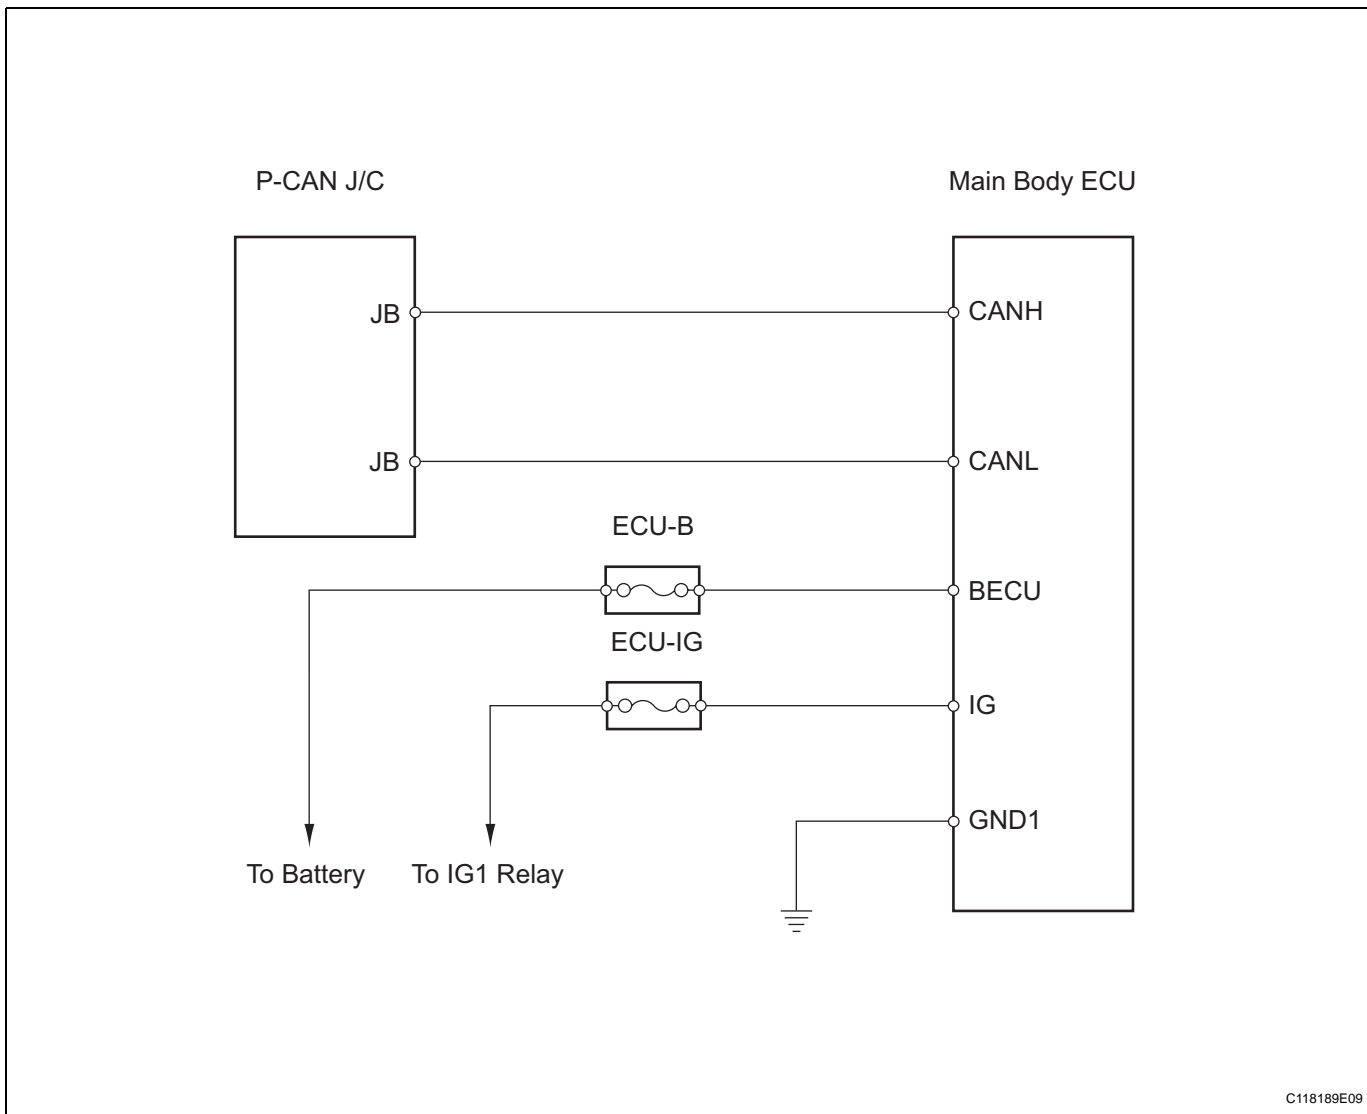 P-CAN J/C
Main Body ECU
JB
CANH
JB
CANL
ECU-B
BECU
ECU-IG
IG
GND1
To Battery
To IG1 Relay
C118189E09